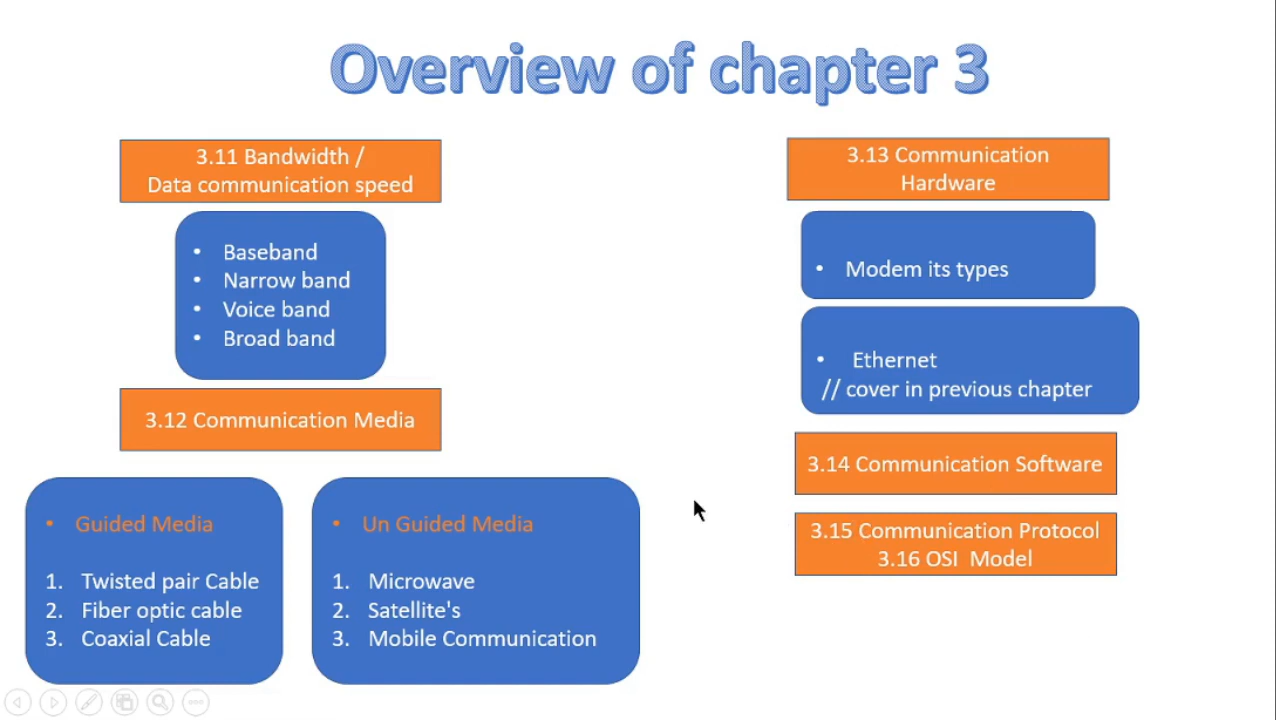 Overview of chapter 3
3.11 Bandwidth /
Data communication speed
• Baseband
• Narrow band
• Voice band
• Broad band
3.12 Communication Media
• Guided Media
1. Twisted pair Cable
2. Fiber optic cable
3. Coaxial Cable
• Un Guided Media
1. Microwave
2. Satellite's
3. Mobile Communication
3.13 Communication
Hardware
• Modem its types
• Ethernet
// cover in previous chapter
3.14 Communication Software
3.15 Communication Protocol
3.16 OSI Model